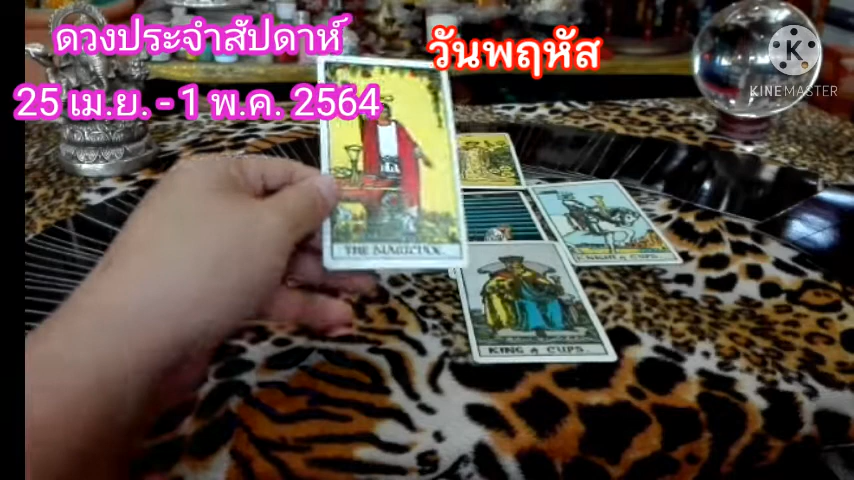 ดวงประจำสัปดาห์
วันพฤหัส
25 เม.ย. - 1 พ.ค. 2564
K
KINEMASTER
THE MAGICIAN.
KNIGHT of CUPS.
KING of CUPS.